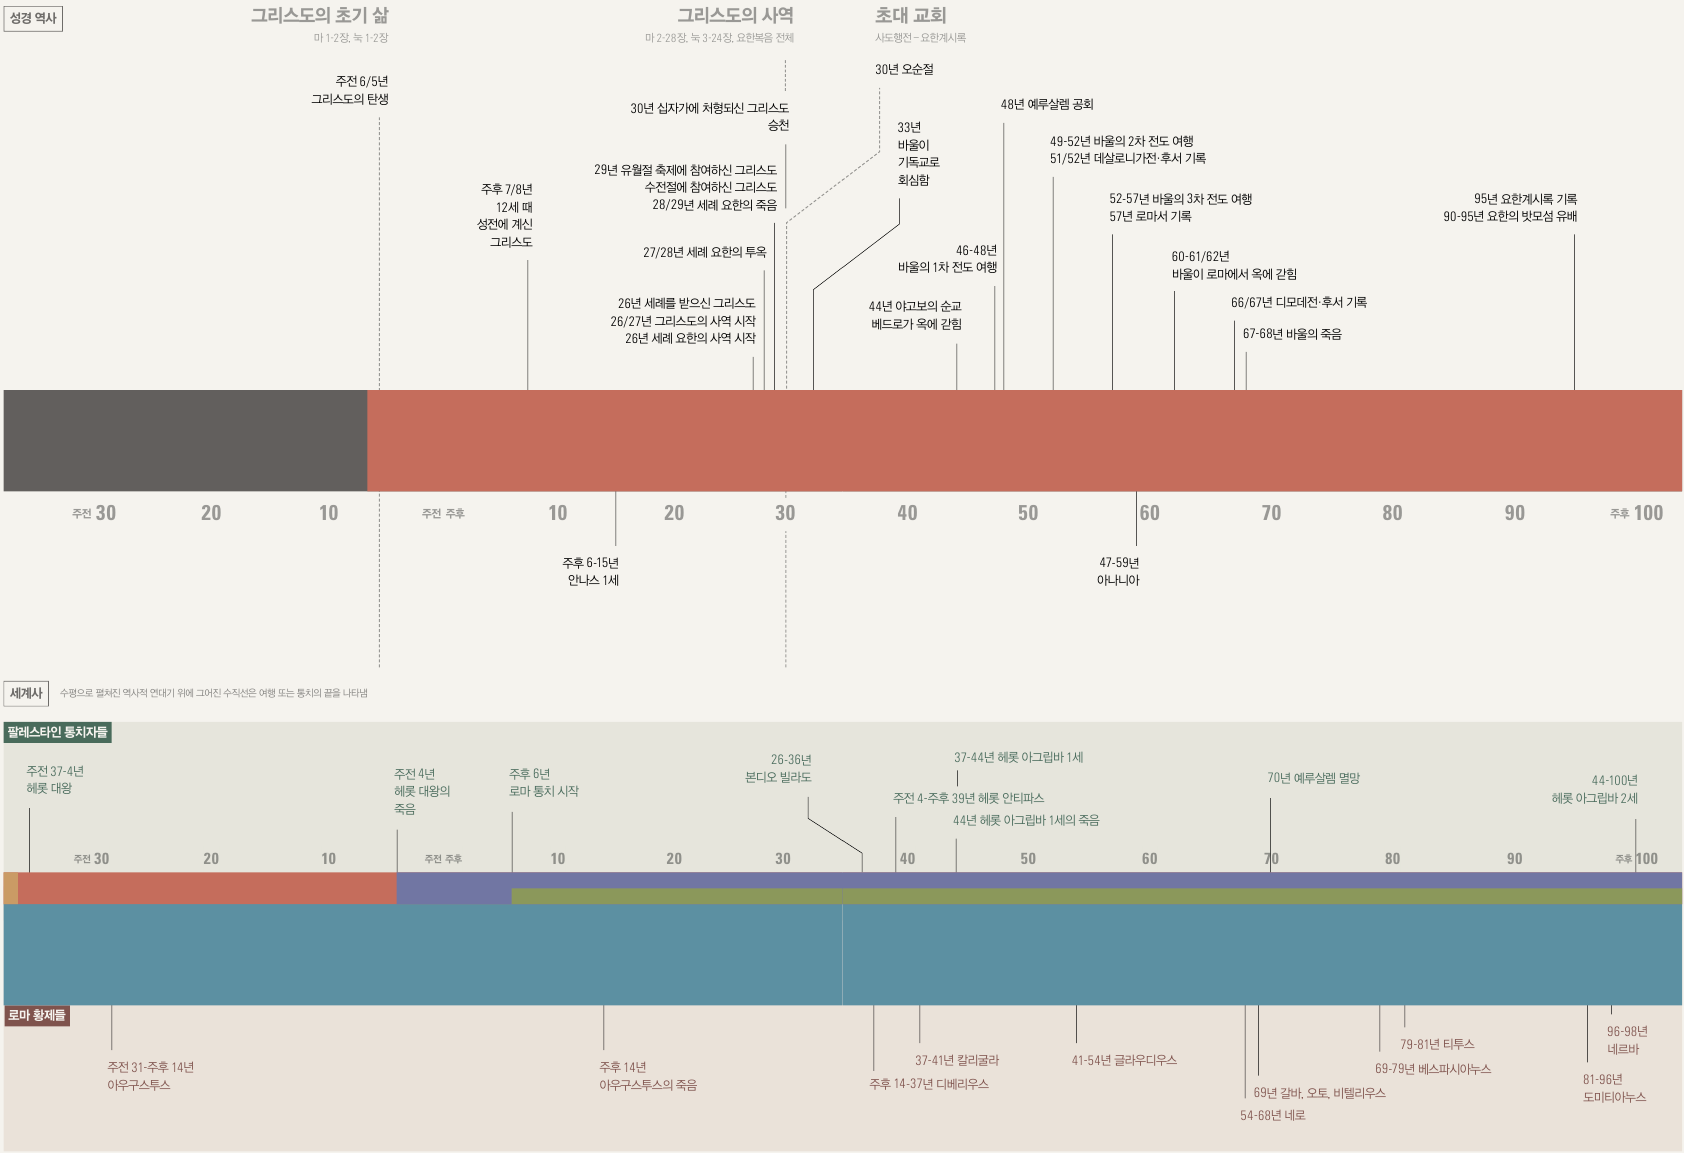 성경 역사
그리스도의 초기 삶
마 1-2장, 눅 1-2장
그리스도의 사역
마 2-28장, 눅 3-24장, 요한복음 전체
초대 교회
사도행전 – 요한계시록
주전 6/5년
그리스도의 탄생
주후 7/8년
12세 때
성전에 계신
그리스도
30년 십자가에 처형되신 그리스도
승천
29년 유월절 축제에 참여하신 그리스도
수전절에 참여하신 그리스도
28/29년 세례 요한의 죽음
27/28년 세례 요한의 투옥
26년 세례를 받으신 그리스도
26/27년 그리스도의 사역 시작
26년 세례 요한의 사역 시작
30년 오순절
33년
바울이
기독교로
회심함
44년 야고보의 순교
베드로가 옥에 갇힘
46-48년
바울의 1차 전도 여행
48년 예루살렘 공회
49-52년 바울의 2차 전도 여행
51/52년 데살로니가전·후서 기록
52-57년 바울의 3차 전도 여행
57년 로마서 기록
60-61/62년
바울이 로마에서 옥에 갇힘
66/67년 디모데전·후서 기록
67-68년 바울의 죽음
95년 요한계시록 기록
90-95년 요한의 밧모섬 유배
주전 30 20 10 주전 주후 10 20 30 40 50 60 70 80 90 주후 100
주후 6-15년
안나스 1세
47-59년
아나니아
세계사
수평으로 펼쳐진 역사적 연대기 위에 그어진 수직선은 여행 또는 통치의 끝을 나타냄
팔레스타인 통치자들
주전 37-4년
헤롯 대왕
주전 4년
헤롯 대왕의
죽음
주후 6년
로마 통치 시작
26-36년
본디오 빌라도
37-44년 헤롯 아그립바 1세
주전 4-주후 39년 헤롯 안티파스
44년 헤롯 아그립바 1세의 죽음
70년 예루살렘 멸망
44-100년
헤롯 아그립바 2세
주전 30 20 10 주전 주후 10 20 30 40 50 60 70 80 90 주후 100
로마 황제들
주전 31-주후 14년
아우구스투스
주후 14년
아우구스투스의 죽음
37-41년 칼리굴라
주후 14-37년 디베리우스
41-54년 글라우디우스
69년 갈바, 오토, 비텔리우스
54-68년 네로
79-81년 티투스
69-79년 베스파시아누스
96-98년
네르바
81-96년
도미티아누스